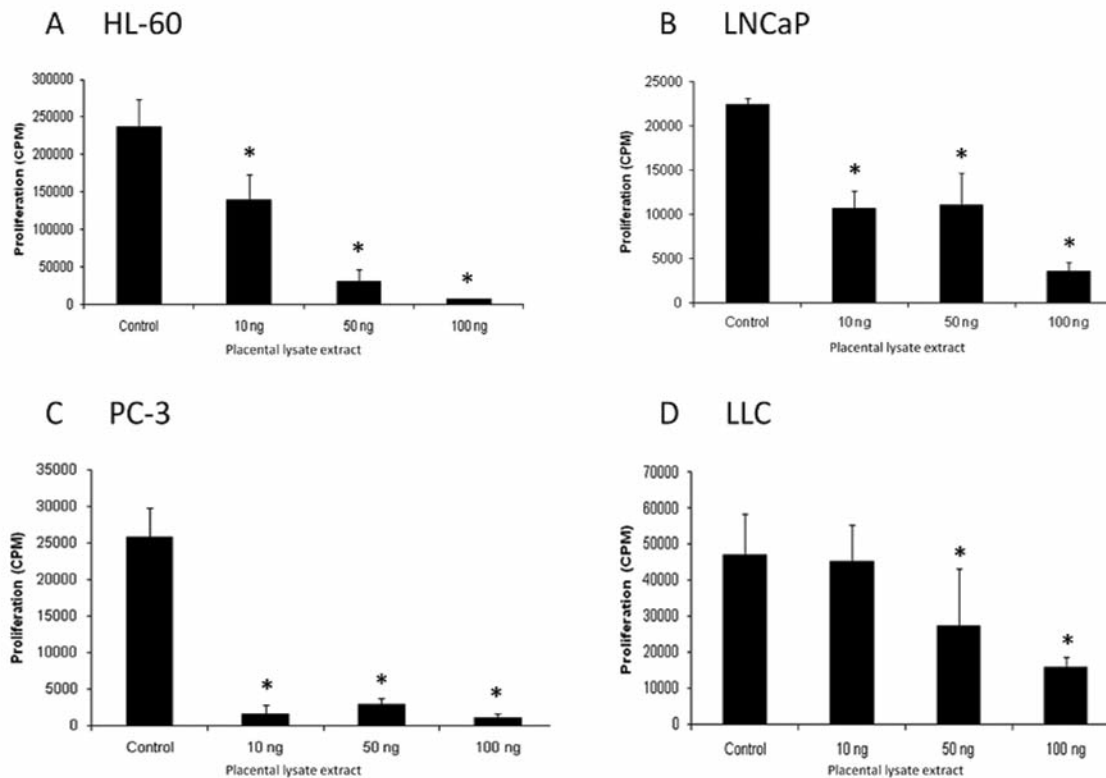 A HL-60
Proliferation (CPM)
300000
250000
200000
150000
100000
50000
0
*
*
*
Control 10 ng 50 ng 100 ng
Placental lysate extract
B LNCaP
Proliferation (CPM)
25000
20000
15000
10000
5000
0
*
*
*
Control 10 ng 50 ng 100 ng
Placental lysate extract
C PC-3
Proliferation (CPM)
35000
30000
25000
20000
15000
10000
5000
0
*
*
*
Control 10 ng 50 ng 100 ng
Placental lysate extract
D LLC
Proliferation (CPM)
70000
60000
50000
40000
30000
20000
10000
0
*
*
Control 10 ng 50 ng 100 ng
Placental lysate extract